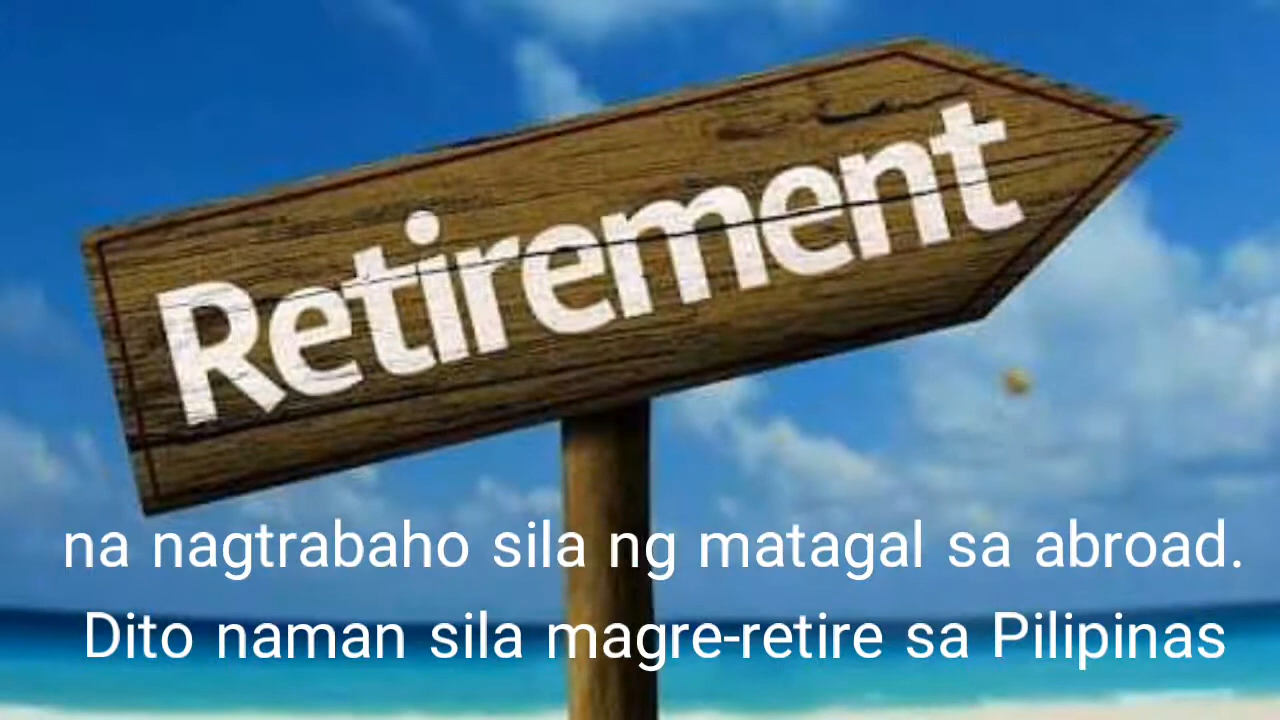 Retirement
na nagtrabaho sila ng matagal sa abroad.
Dito naman sila magre-retire sa Pilipinas